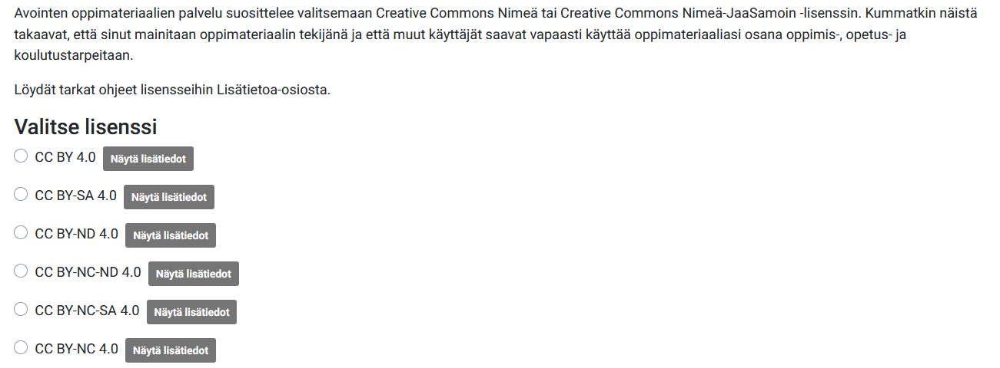 Avointen oppimateriaalien palvelu suosittelee valitsemaan Creative Commons Nimeä tai Creative Commons Nimeä-JaaSamoin -lisenssin. Kummatkin näistä
takaavat, että sinut mainitaan oppimateriaalin tekijänä ja että muut käyttäjät saavat vapaasti käyttää oppimateriaaliasi osana oppimis-, opetus- ja
koulutustarpeitaan.
Löydät tarkat ohjeet lisensseihin Lisätietoa-osiosta.
Valitse lisenssi
CC BY 4.0 Näytä lisätiedot
CC BY-SA 4.0 Näytä lisätiedot
CC BY-ND 4.0 Näytä lisätiedot
CC BY-NC-ND 4.0 Näytä lisätiedot
CC BY-NC-SA 4.0 Näytä lisätiedot
CC BY-NC 4.0 Näytä lisätiedot